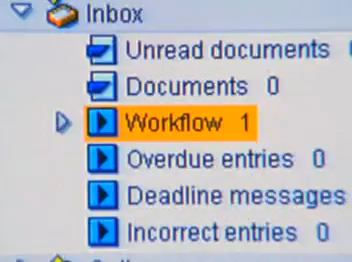 Inbox
Unread documents
Documents 0
Workflow 1
Overdue entries 0
Deadline messages
Incorrect entries 0